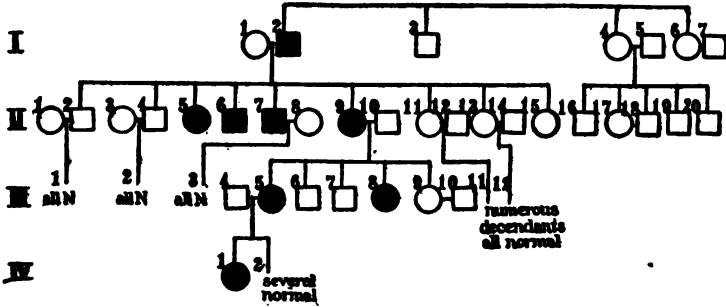 I
1 2 3 4 5 6 7
II
1 2 3 4 5 6 7 8 9 10 11 12 13 14 15 16 17 18 19 20
III
1 2 3 4 5 6 7 8 9 10 11 12
all N all N all N
numerous
decendants
all normal
IV
1 2
several
normal